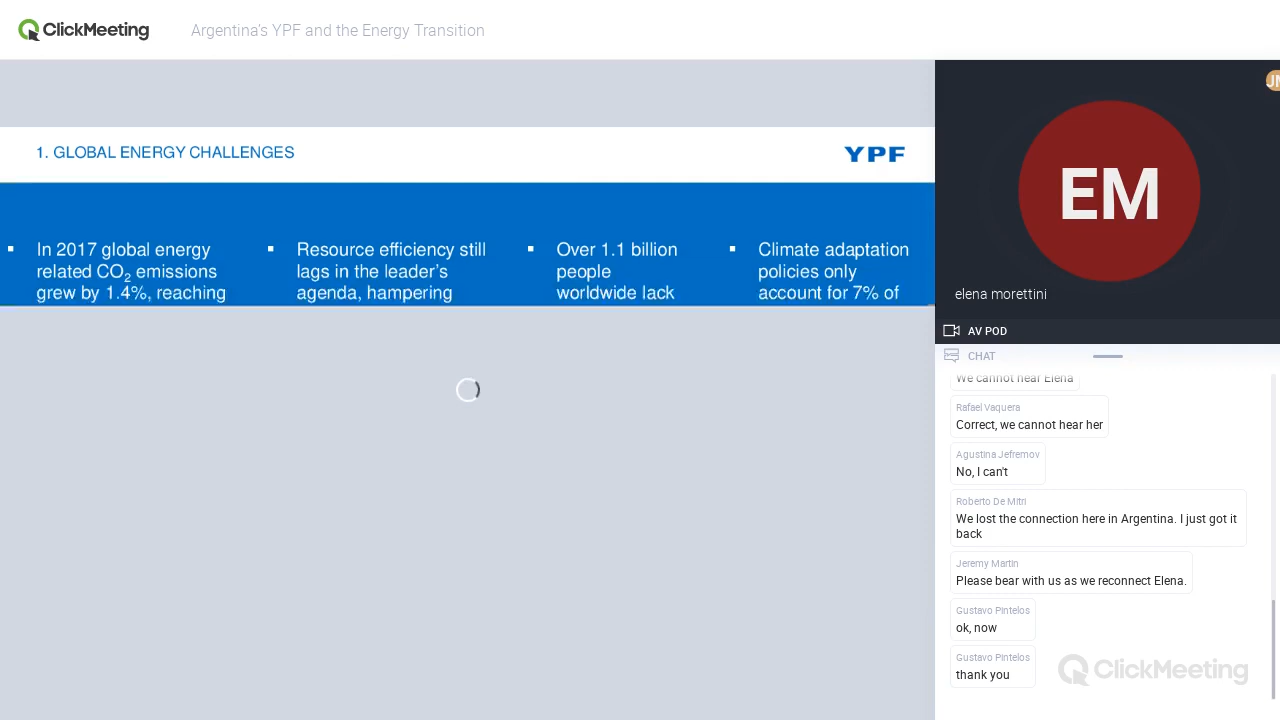 ClickMeeting
Argentina's YPF and the Energy Transition
1. GLOBAL ENERGY CHALLENGES
YPF
▪ In 2017 global energy
related CO₂ emissions
grew by 1.4%, reaching
▪ Resource efficiency still
lags in the leader's
agenda, hampering
▪ Over 1.1 billion
people
worldwide lack
▪ Climate adaptation
policies only
account for 7% of
EM
elena morettini
AV POD
CHAT
We cannot hear Elena
Rafael Vaquera
Correct, we cannot hear her
Agustina Jefremov
No, I can't
Roberto De Mitri
We lost the connection here in Argentina. I just got it
back
Jeremy Martin
Please bear with us as we reconnect Elena.
Gustavo Pintelos
ok, now
Gustavo Pintelos
thank you
ClickMeeting